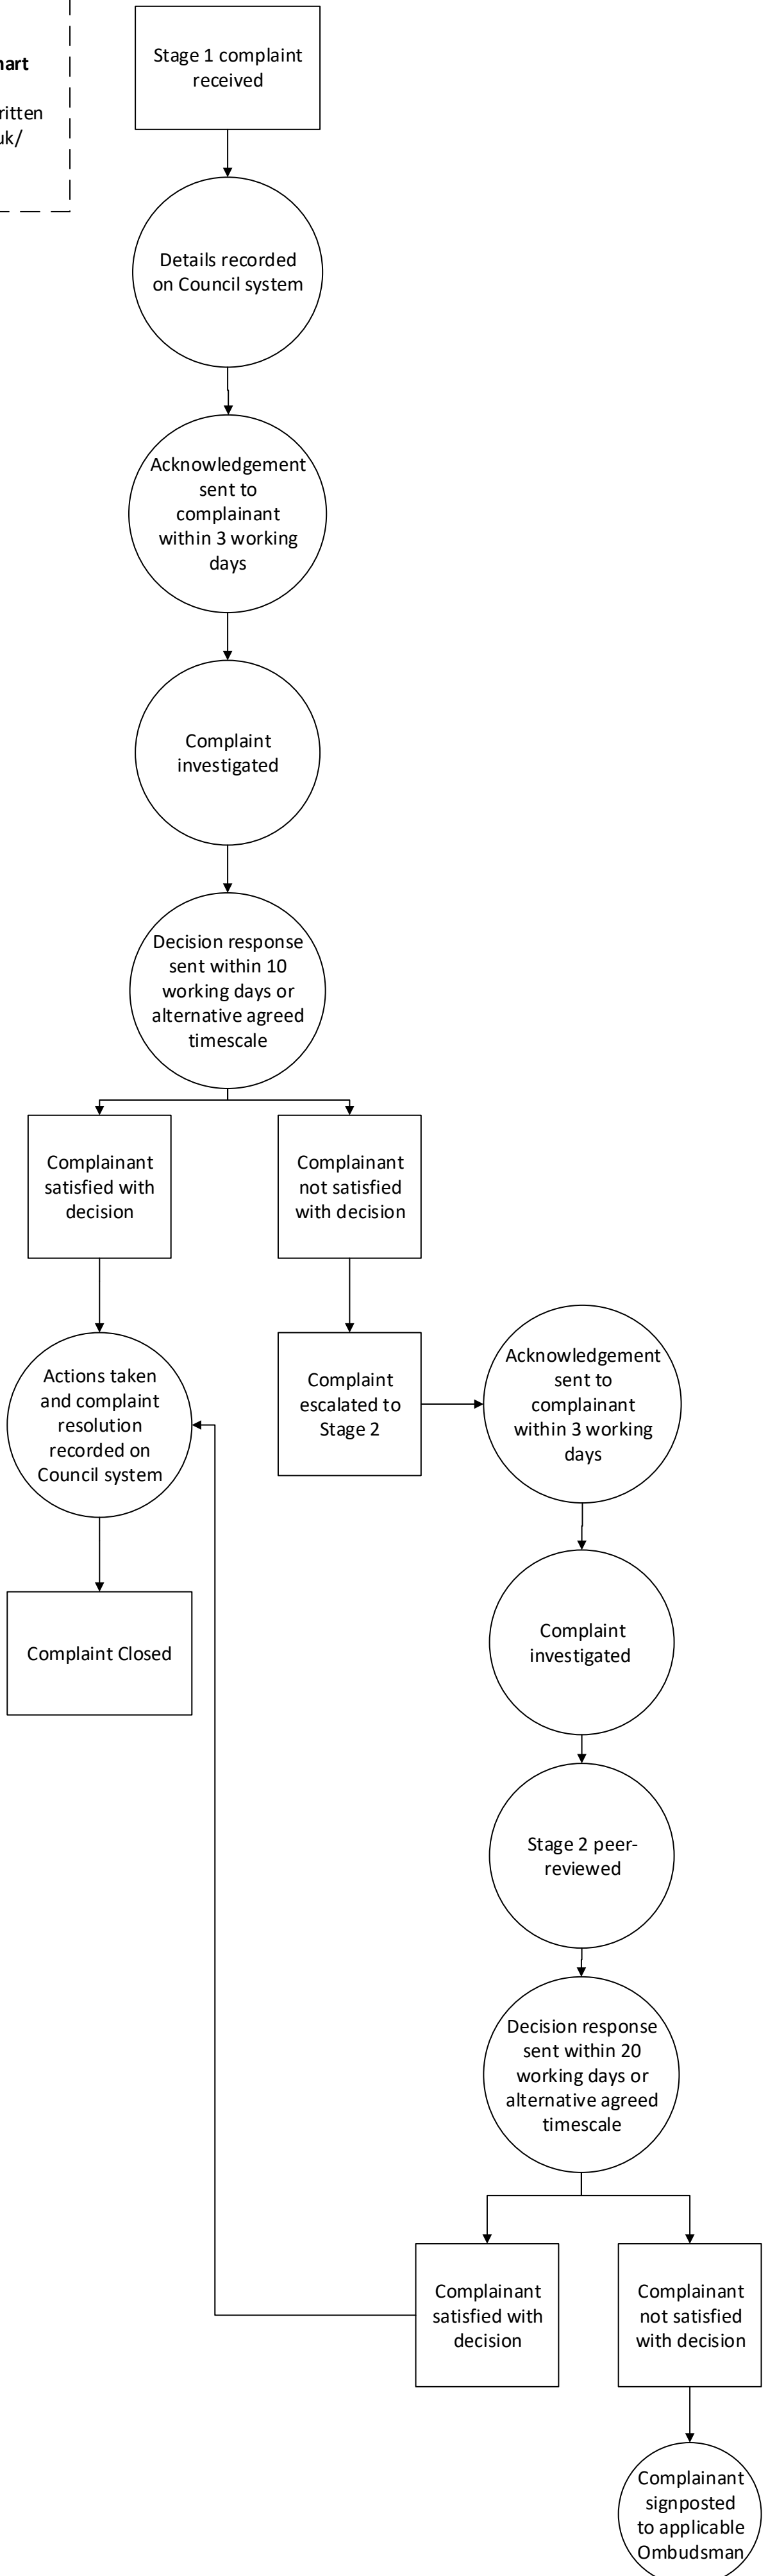 ritten
uk/
Stage 1 complaint
received
Details recorded
on Council system
Acknowledgement
sent to
complainant
within 3 working
days
Complaint
investigated
Decision response
sent within 10
working days or
alternative agreed
timescale
Complainant
satisfied with
decision
Complainant
not satisfied
with decision
Actions taken
and complaint
resolution
recorded on
Council system
Complaint
escalated to
Stage 2
Acknowledgement
sent to
complainant
within 3 working
days
Complaint Closed
Complaint
investigated
Stage 2 peer-
reviewed
Decision response
sent within 20
working days or
alternative agreed
timescale
Complainant
satisfied with
decision
Complainant
not satisfied
with decision
Complainant
signposted
to applicable
Ombudsman